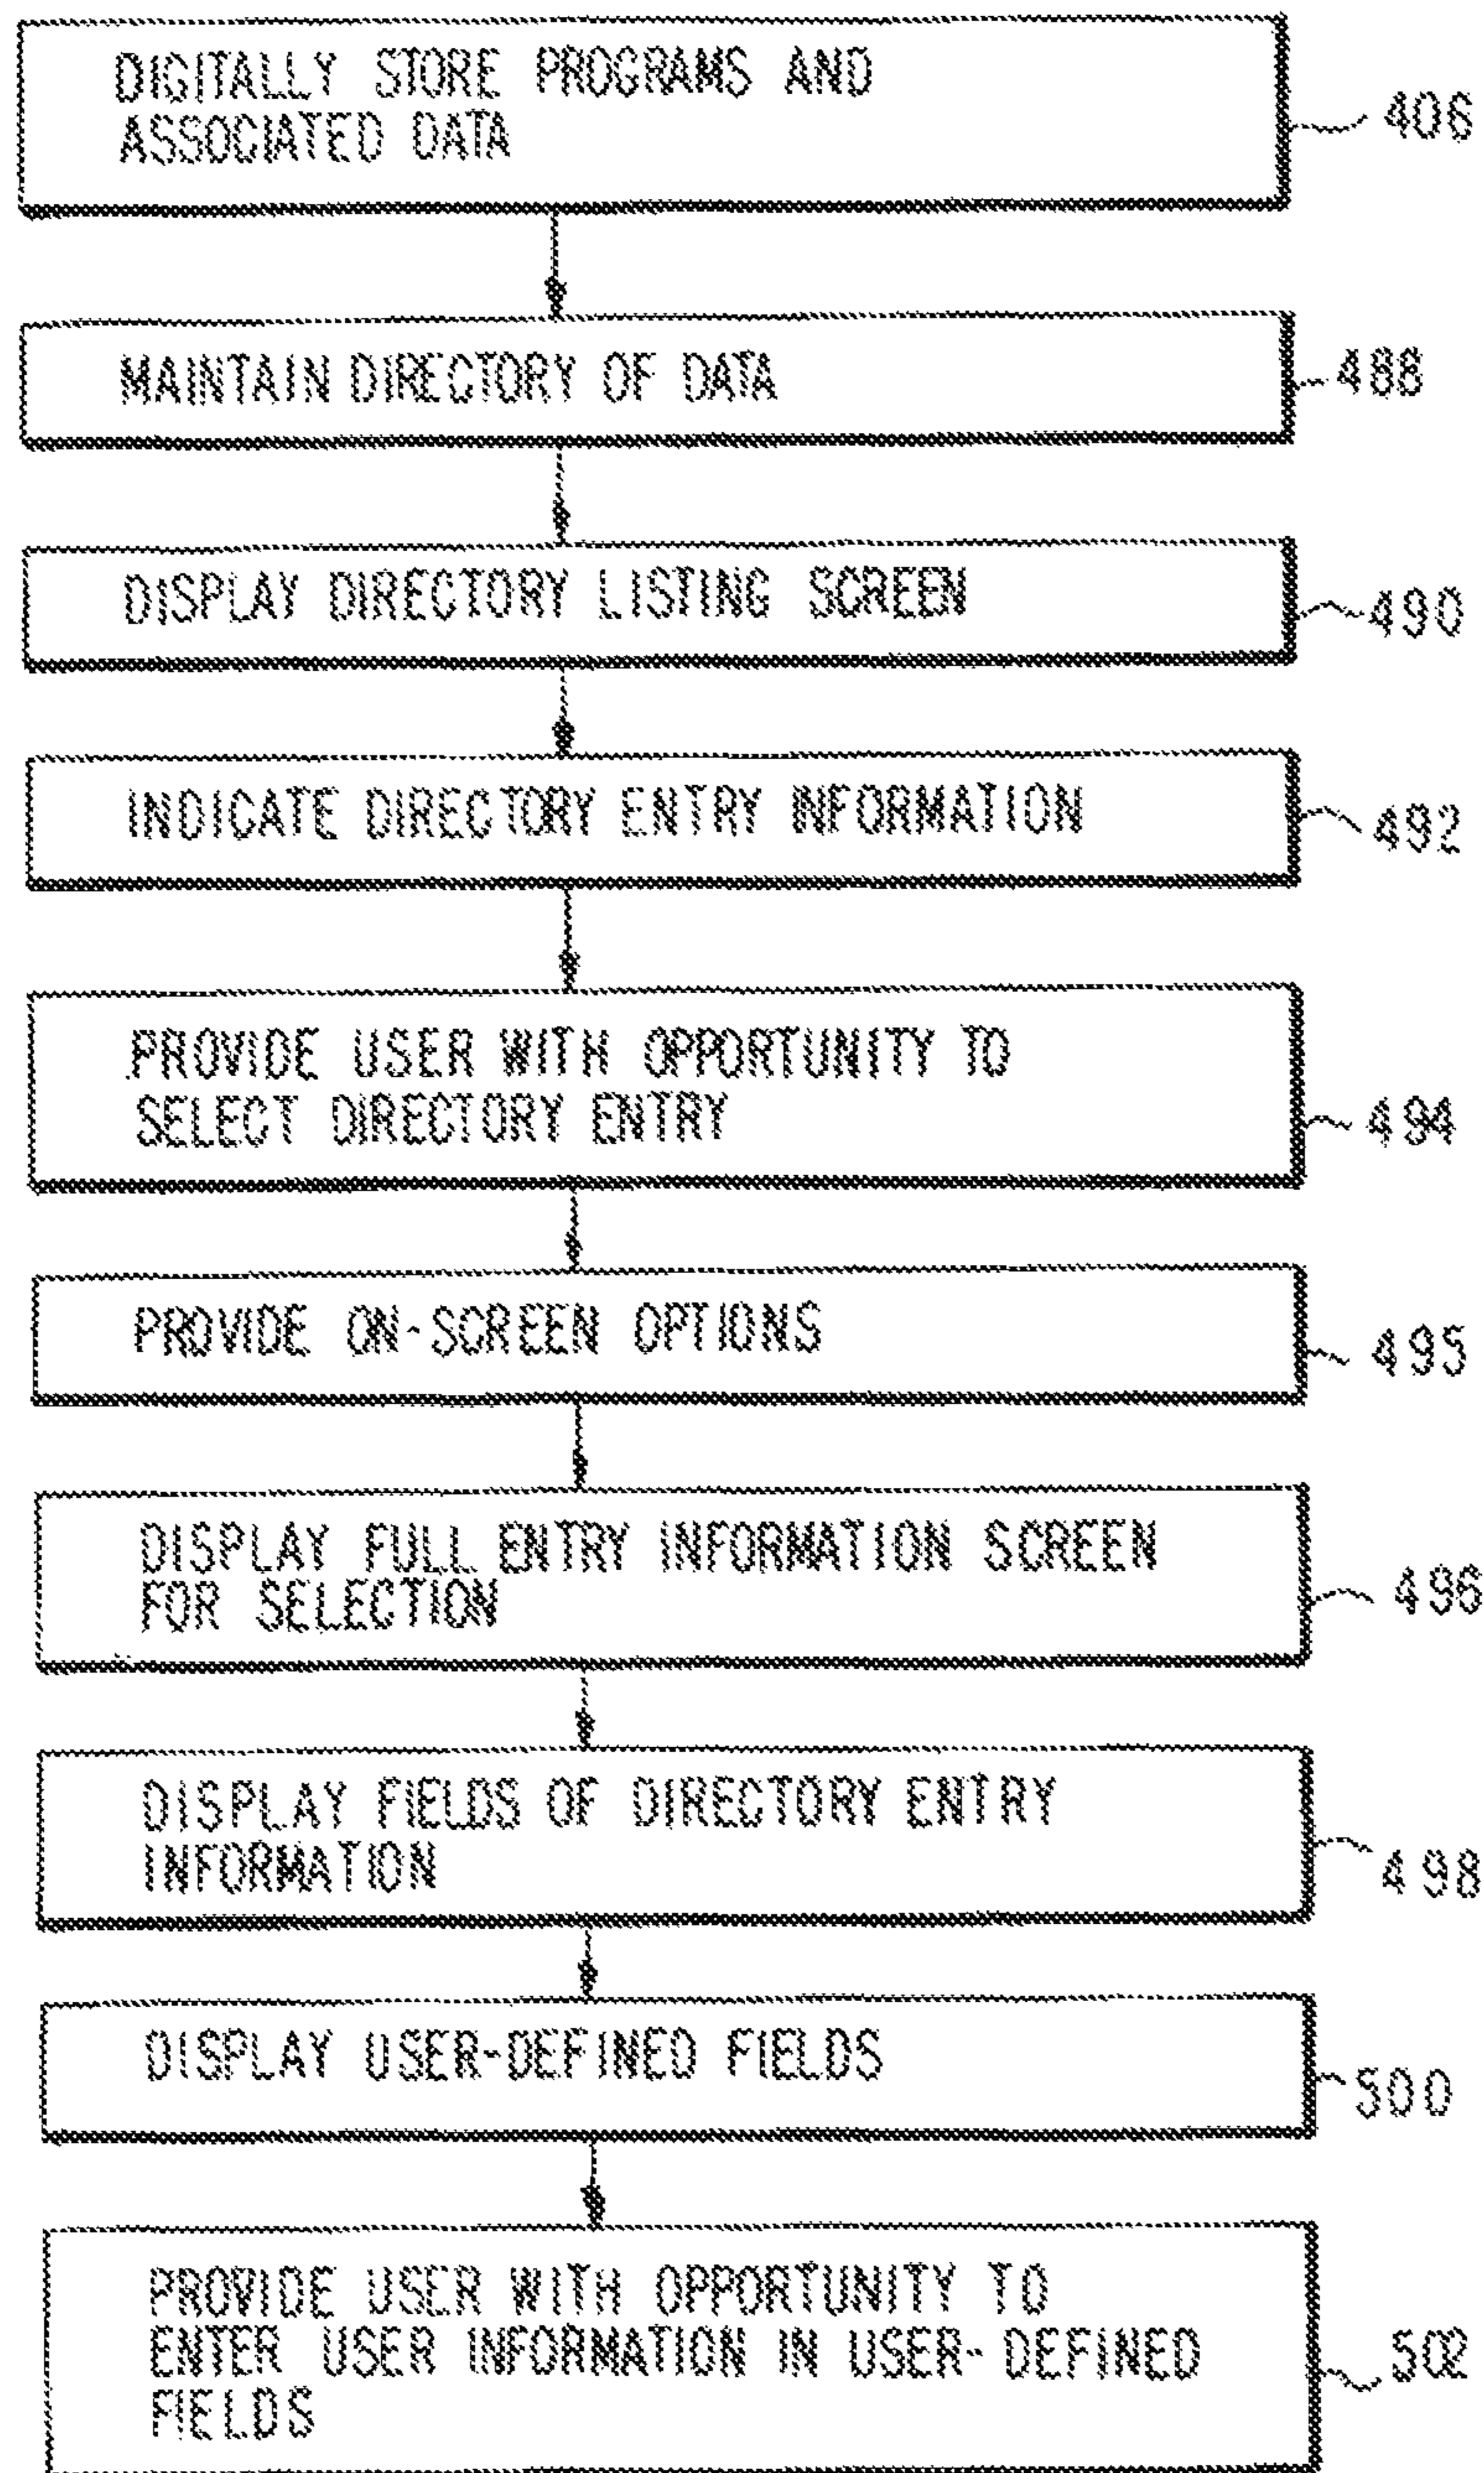 DIGITALLY STORE PROGRAMS AND
ASSOCIATED DATA
406
MAINTAIN DIRECTORY OF DATA
488
DISPLAY DIRECTORY LISTING SCREEN
490
INDICATE DIRECTORY ENTRY INFORMATION
492
PROVIDE USER WITH OPPORTUNITY TO
SELECT DIRECTORY ENTRY
494
PROVIDE ON-SCREEN OPTIONS
495
DISPLAY FULL ENTRY INFORMATION SCREEN
FOR SELECTION
496
DISPLAY FIELDS OF DIRECTORY ENTRY
INFORMATION
498
DISPLAY USER-DEFINED FIELDS
500
PROVIDE USER WITH OPPORTUNITY TO
ENTER USER INFORMATION IN USER-DEFINED
FIELDS
502